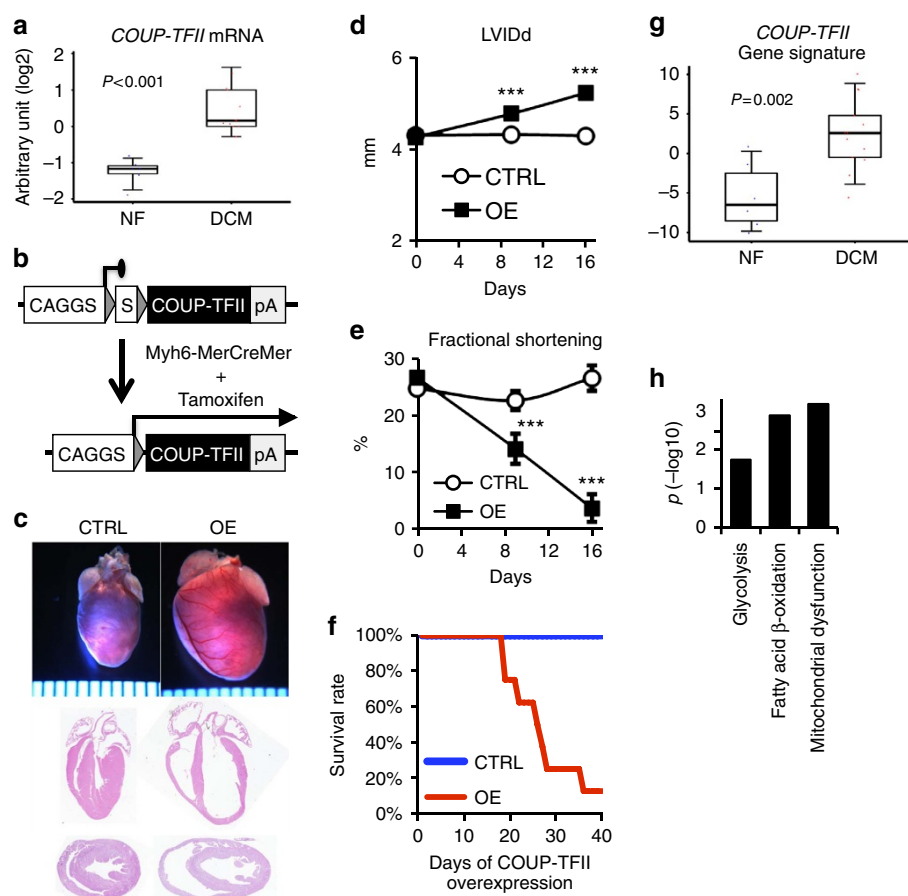 a
COUP-TFII mRNA
Arbitrary unit (log2)
2
1
0
−1
−2
P<0.001
NF
DCM
b
CAGGS
S
COUP-TFII
pA
Myh6-MerCreMer
+
Tamoxifen
CAGGS
COUP-TFII
pA
c
CTRL
OE
d
LVIDd
mm
6
4
2
***
***
CTRL
OE
0
4
8
12
16
Days
e
Fractional shortening
%
30
20
10
0
***
***
CTRL
OE
0
4
8
12
16
Days
f
Survival rate
100%
80%
60%
40%
20%
0%
CTRL
OE
0
10
20
30
40
Days of COUP-TFII
overexpression
g
COUP-TFII
Gene signature
10
5
0
−5
−10
P=0.002
NF
DCM
h
p (−log10)
3
2
1
0
Glycolysis
Fatty acid β-oxidation
Mitochondrial dysfunction